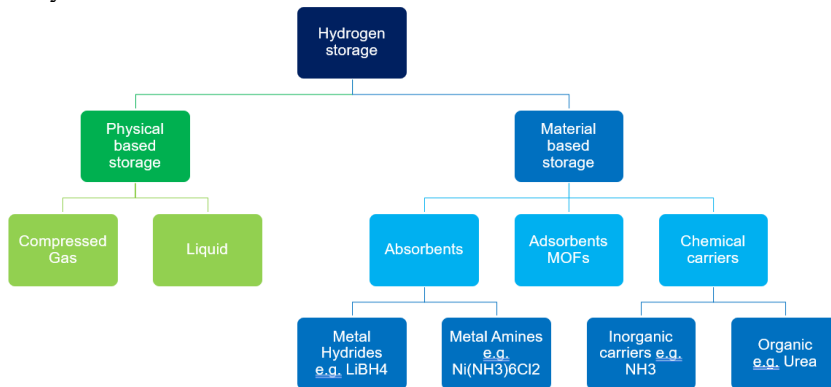 Hydrogen
storage
Physical
based
storage
Material
based
storage
Compressed
Gas
Liquid
Absorbents
Adsorbents
MOFs
Chemical
carriers
Metal
Hydrides
e.g. LiBH4
Metal Amines
e.g.
Ni(NH3)6Cl2
Inorganic
carriers e.g.
NH3
Organic
e.g. Urea